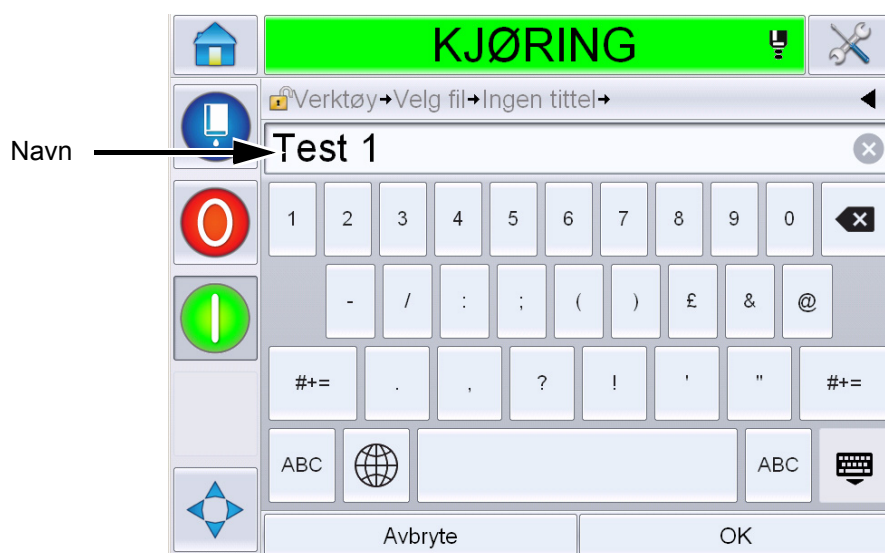 KJØRING
Verktøy→Velg fil→Ingen tittel→
Navn
Test 1
1 2 3 4 5 6 7 8 9 0
- / : ; ( ) £ & @
#+= . , ? ! ' " #+=
ABC ABC
Avbryte OK